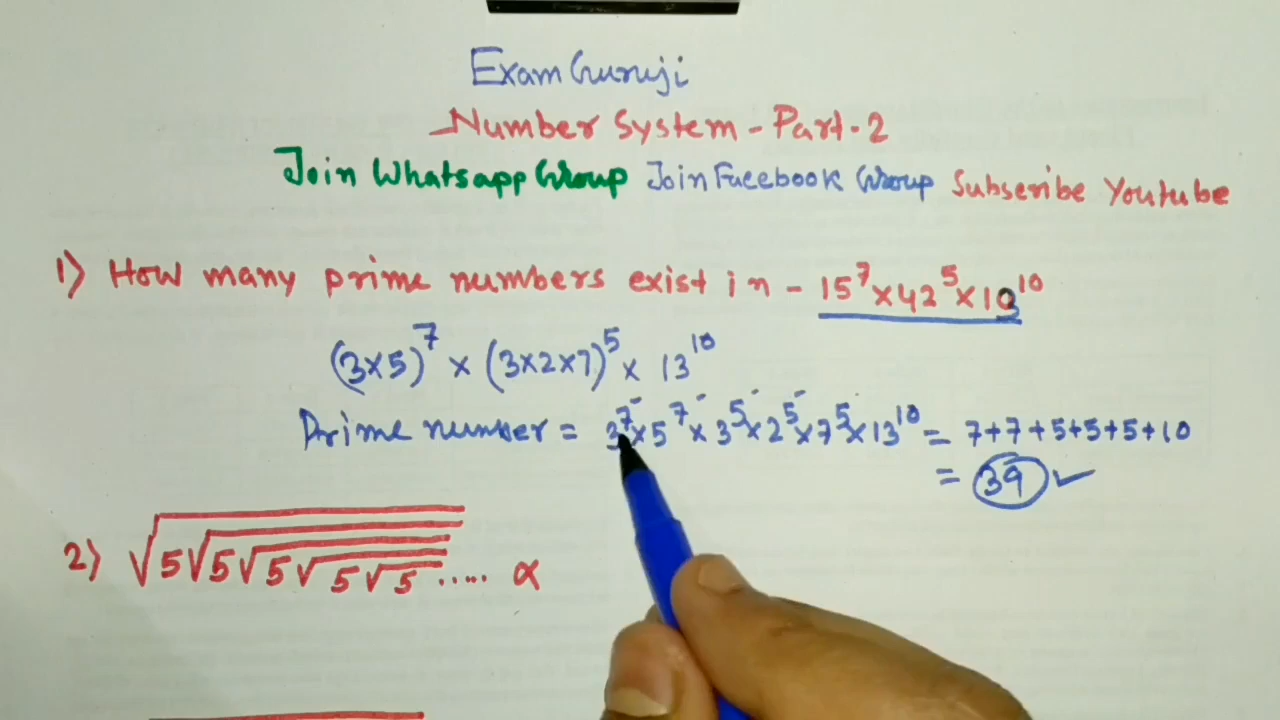 Exam Guruji
Number System - Part - 2
Join Whatsapp Group Join Facebook Group Subscribe Youtube
1) How many prime numbers exist in - 15⁷×42⁵×13¹⁰
(3×5)⁷ × (3×2×7)⁵ × 13¹⁰
Prime number = 3⁷×5⁷×3⁵×2⁵×7⁵×13¹⁰ = 7+7+5+5+5+10
= 39 ✓
2) √5√5√5√5√5..... α